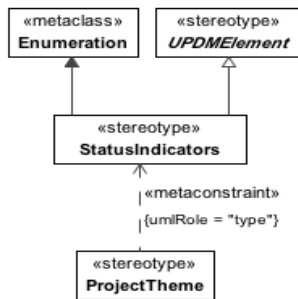 «metaclass»
Enumeration
«stereotype»
UPDMElement
«stereotype»
StatusIndicators
«metaconstraint»
{umlRole = "type"}
«stereotype»
ProjectTheme